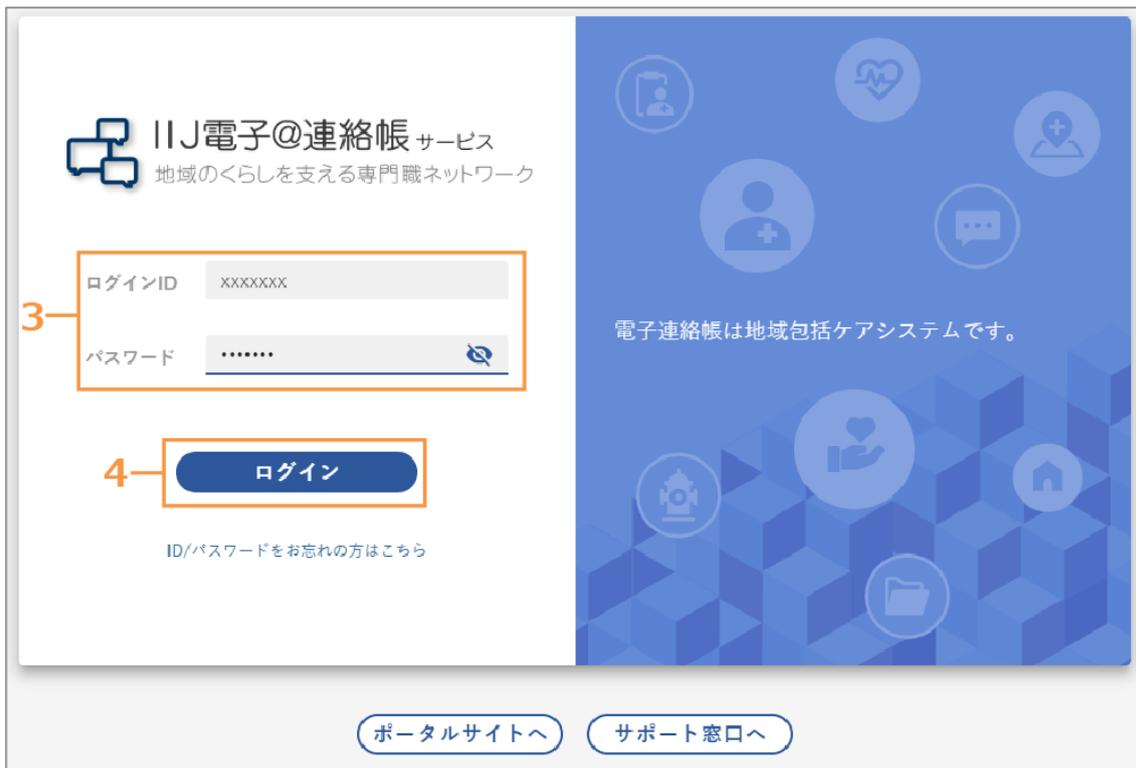 IIJ電子@連絡帳サービス
地域のくらしを支える専門職ネットワーク
3
ログインID
xxxxxxx
パスワード
•••••••
4
ログイン
ID/パスワードをお忘れの方はこちら
電子連絡帳は地域包括ケアシステムです。
ポータルサイトへ
サポート窓口へ